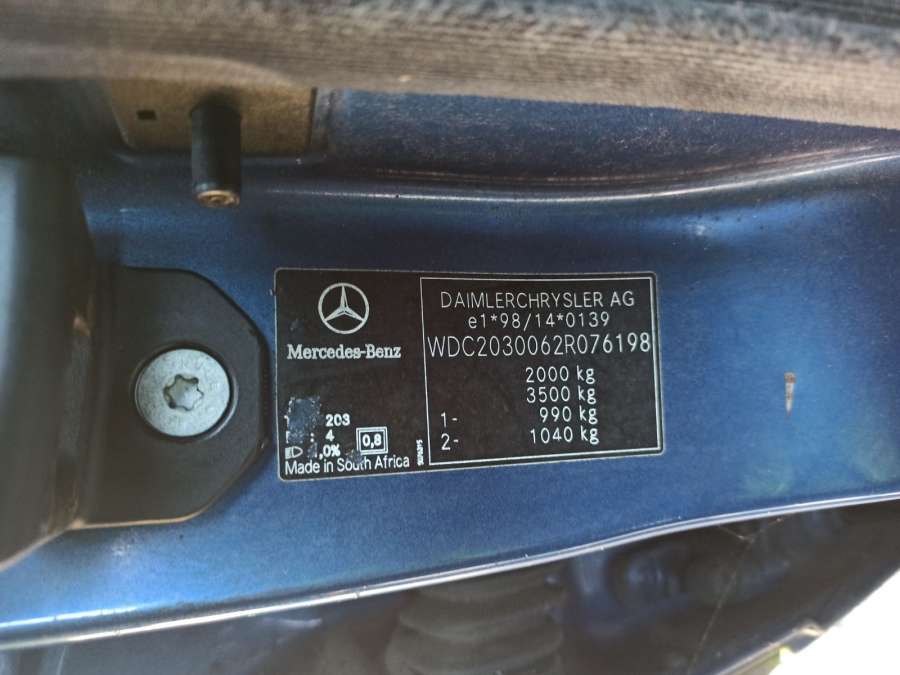 Mercedes-Benz
203
: 4
,0%
0,8
Made in South Africa
DAIMLERCHRYSLER AG
e1*98/14*0139
WDC2030062R076198
2000 kg
3500 kg
1- 990 kg
2- 1040 kg